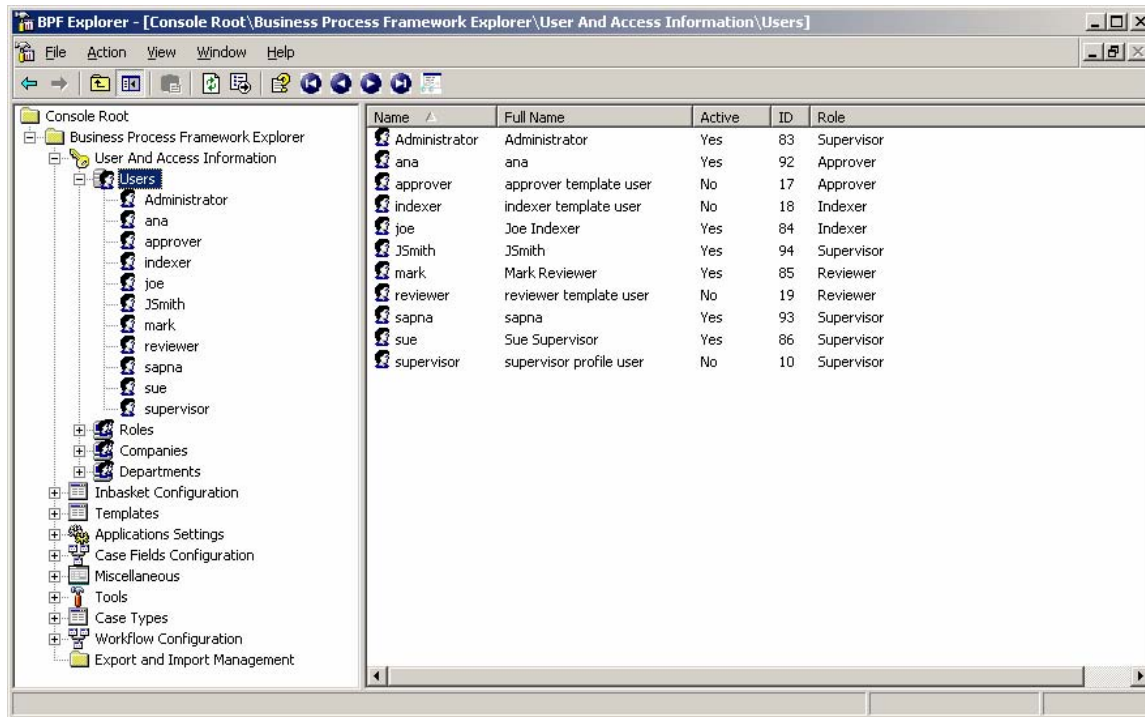 BPF Explorer - [Console Root\Business Process Framework Explorer\User And Access Information\Users]
File Action View Window Help
Console Root
Business Process Framework Explorer
User And Access Information
Users
Administrator
ana
approver
indexer
joe
JSmith
mark
reviewer
sapna
sue
supervisor
Roles
Companies
Departments
Inbasket Configuration
Templates
Applications Settings
Case Fields Configuration
Miscellaneous
Tools
Case Types
Workflow Configuration
Export and Import Management
Name Full Name Active ID Role
Administrator Administrator Yes 83 Supervisor
ana ana Yes 92 Approver
approver approver template user No 17 Approver
indexer indexer template user No 18 Indexer
joe Joe Indexer Yes 84 Indexer
JSmith JSmith Yes 94 Supervisor
mark Mark Reviewer Yes 85 Reviewer
reviewer reviewer template user No 19 Reviewer
sapna sapna Yes 93 Supervisor
sue Sue Supervisor Yes 86 Supervisor
supervisor supervisor profile user No 10 Supervisor